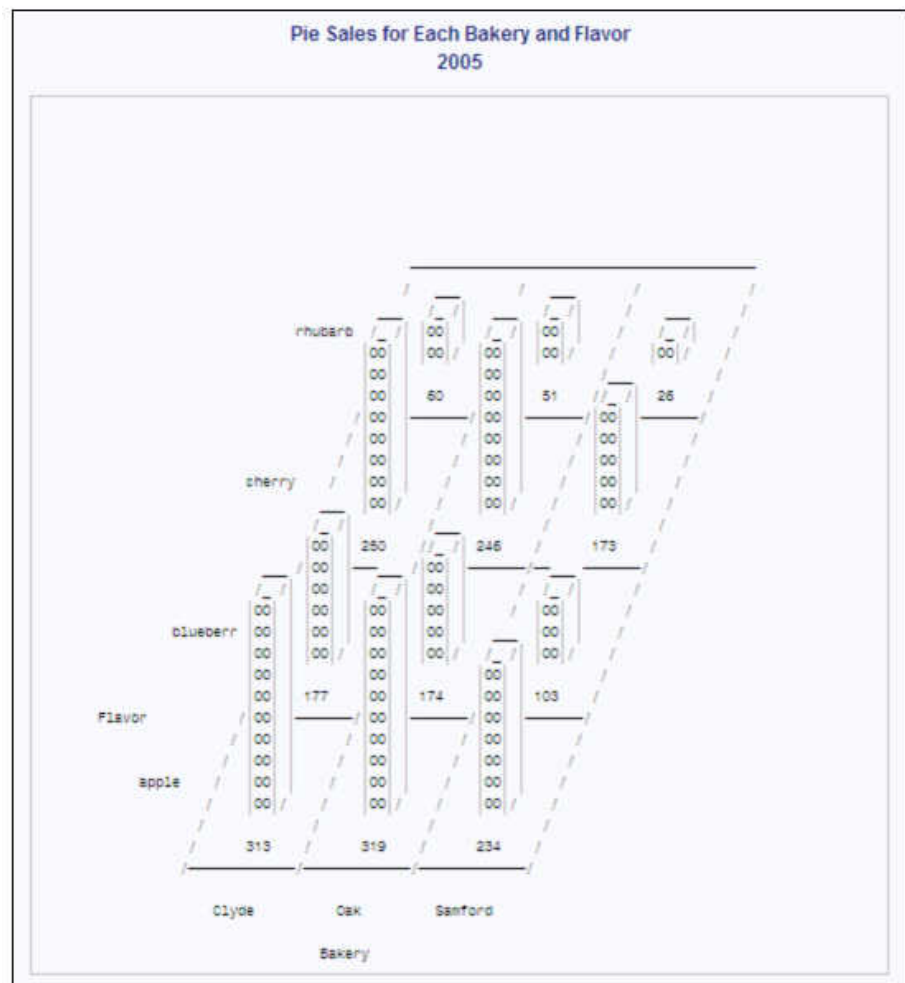 Pie Sales for Each Bakery and Flavor
2005
rhubarb
60 51 26
cherry
250 246 173
blueberr
177 174 103
Flavor
apple
313 319 234
Clyde Oak Samford
Bakery